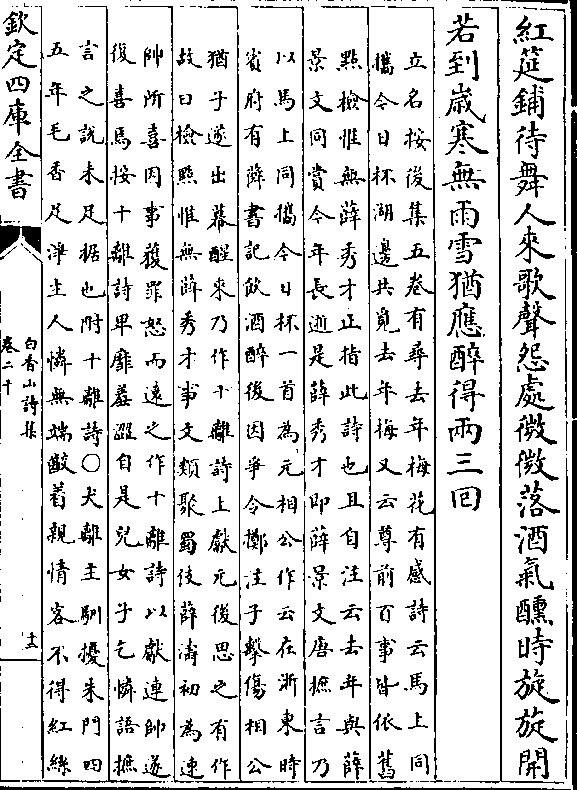 紅筵鋪待舞人來歌聲怨處微微落酒氣醺時旋旋開
若到歲寒無雨雪猶應醉得兩三回
立名按後集五卷有尋去年梅花有感詩云馬上同
攜今日杯湖邊共覓去年梅又云尊前百事皆依舊
點檢惟無薛秀才正指此詩也且自注云去年與薛
景文同賞今年長逝是薛秀才即薛景文唐摭言乃
以馬上同攜今日杯一首為元相公作云在浙東時
賓府有薛書記飲酒醉後因爭令擲注子擊傷相公
猶子遂出幕醒來乃作十離詩上獻元後思之有作
故曰檢點惟無薛秀才事文類聚蜀伎薛濤初為連
帥所喜因事獲罪怒而遠之作十離詩以獻連帥遂
復喜焉按十離詩卑靡羞澀自是兒女子乞憐語摭
言之說未足據也附十離詩○犬離主馴擾朱門四
五年毛香足淨主人憐無端齩着親情客不得紅絲
欽定四庫全書
白香山詩集
卷二十
十三